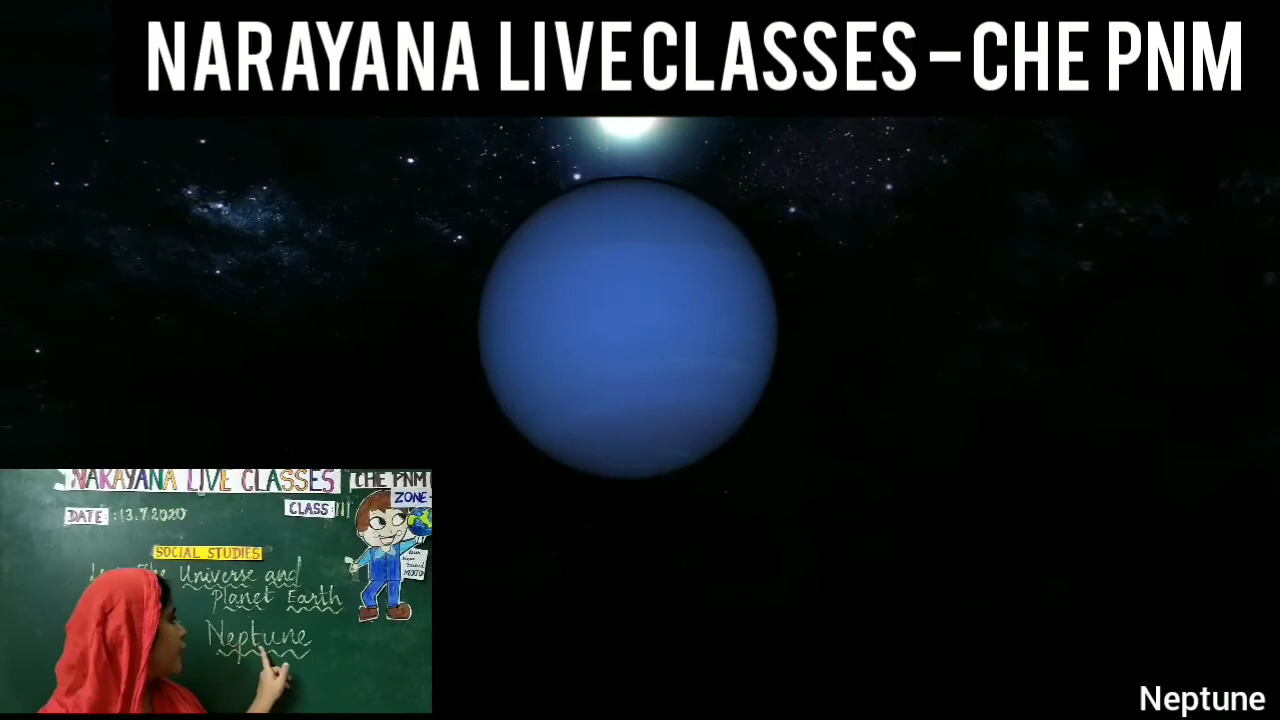 NARAYANA LIVE CLASSES - CHE PNM
NARAYANA LIVE CLASSES CHE PNM
ZONE-
DATE : 13.7.2020 CLASS: III
SOCIAL STUDIES
The Universe and
Planet Earth
Neptune
Neptune